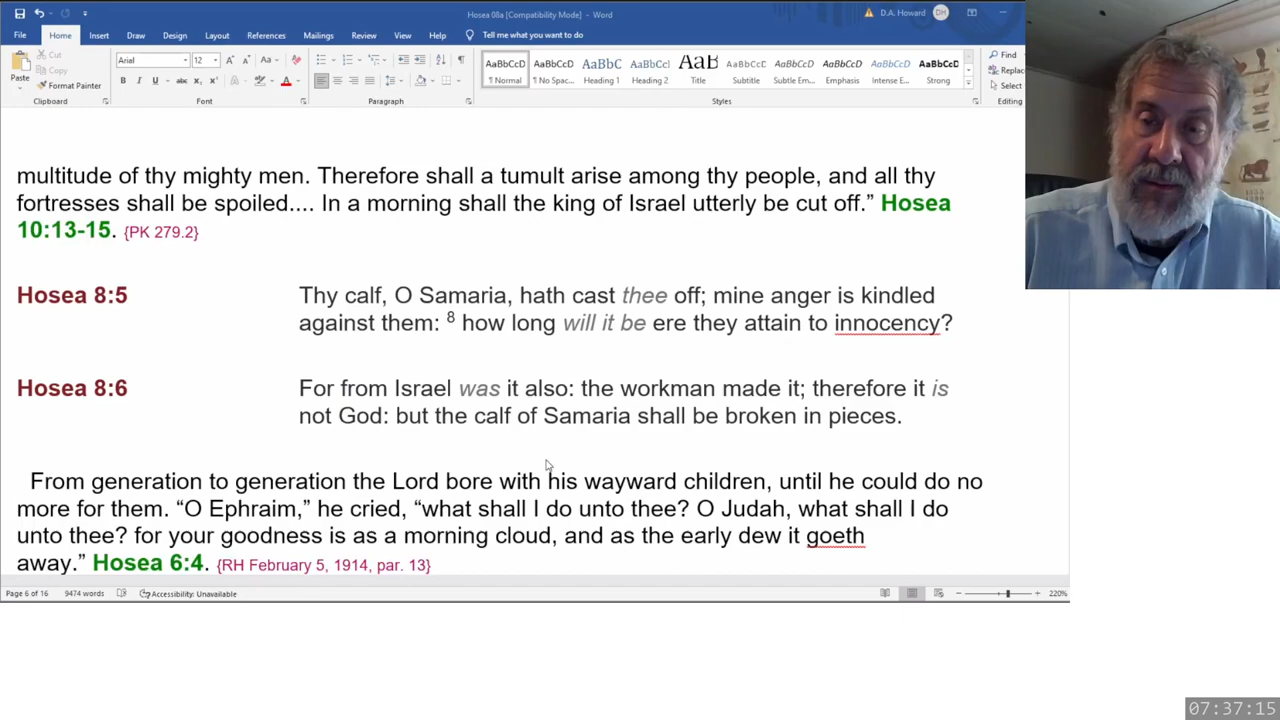 Hosea 08a [Compatibility Mode] - Word
D.A. Howard
DH
File Home Insert Draw Design Layout References Mailings Review View Help Tell me what you want to do
Paste
Cut
Copy
Format Painter
Clipboard
Arial 12
Font
Paragraph
AaBbCcD AaBbCcD AaBbC AaBbCcl AaB AaBbCcD AaBbCcD AaBbCcD AaBbCcD AaBbCcD
¶ Normal ¶ No Spac... Heading 1 Heading 2 Title Subtitle Subtle Em... Emphasis Intense E... Strong
Styles
Find
Replac
Select
Editing
multitude of thy mighty men. Therefore shall a tumult arise among thy people, and all thy
fortresses shall be spoiled.... In a morning shall the king of Israel utterly be cut off.” Hosea
10:13-15. {PK 279.2}
Hosea 8:5 Thy calf, O Samaria, hath cast thee off; mine anger is kindled
against them: 8 how long will it be ere they attain to innocency?
Hosea 8:6 For from Israel was it also: the workman made it; therefore it is
not God: but the calf of Samaria shall be broken in pieces.
From generation to generation the Lord bore with his wayward children, until he could do no
more for them. “O Ephraim,” he cried, “what shall I do unto thee? O Judah, what shall I do
unto thee? for your goodness is as a morning cloud, and as the early dew it goeth
away.” Hosea 6:4. {RH February 5, 1914, par. 13}
Page 6 of 16 9474 words Accessibility: Unavailable 220%
07:37:15